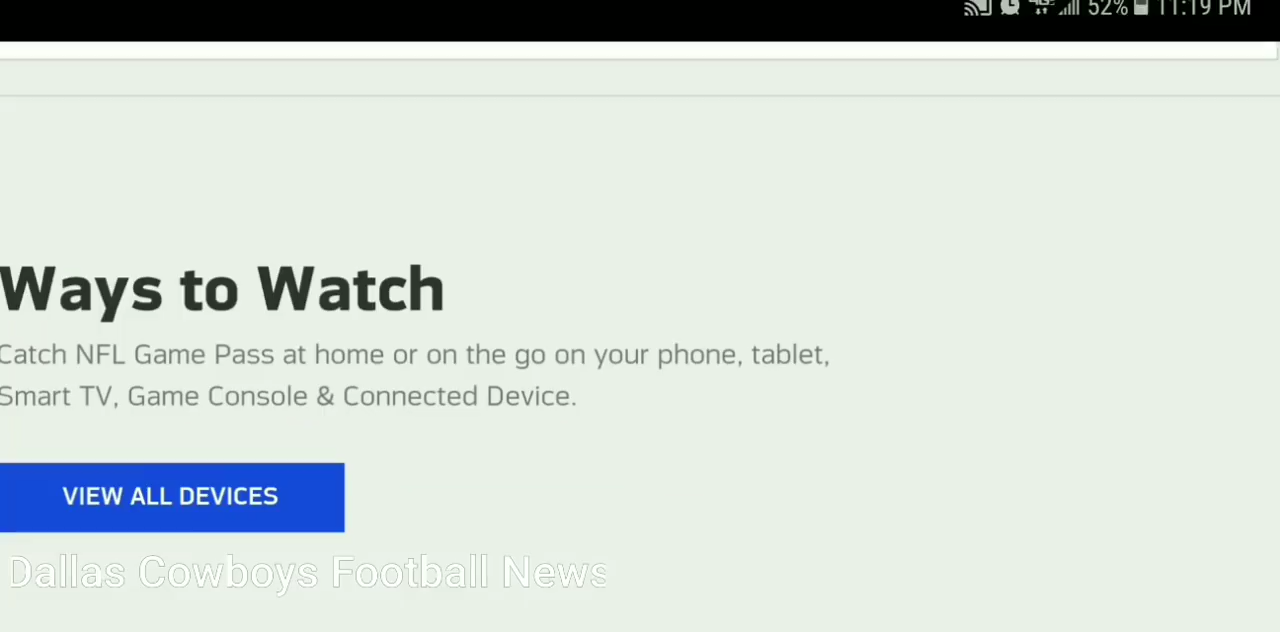 52% 11:19 PM
Ways to Watch
Catch NFL Game Pass at home or on the go on your phone, tablet,
Smart TV, Game Console & Connected Device.
VIEW ALL DEVICES
Dallas Cowboys Football News